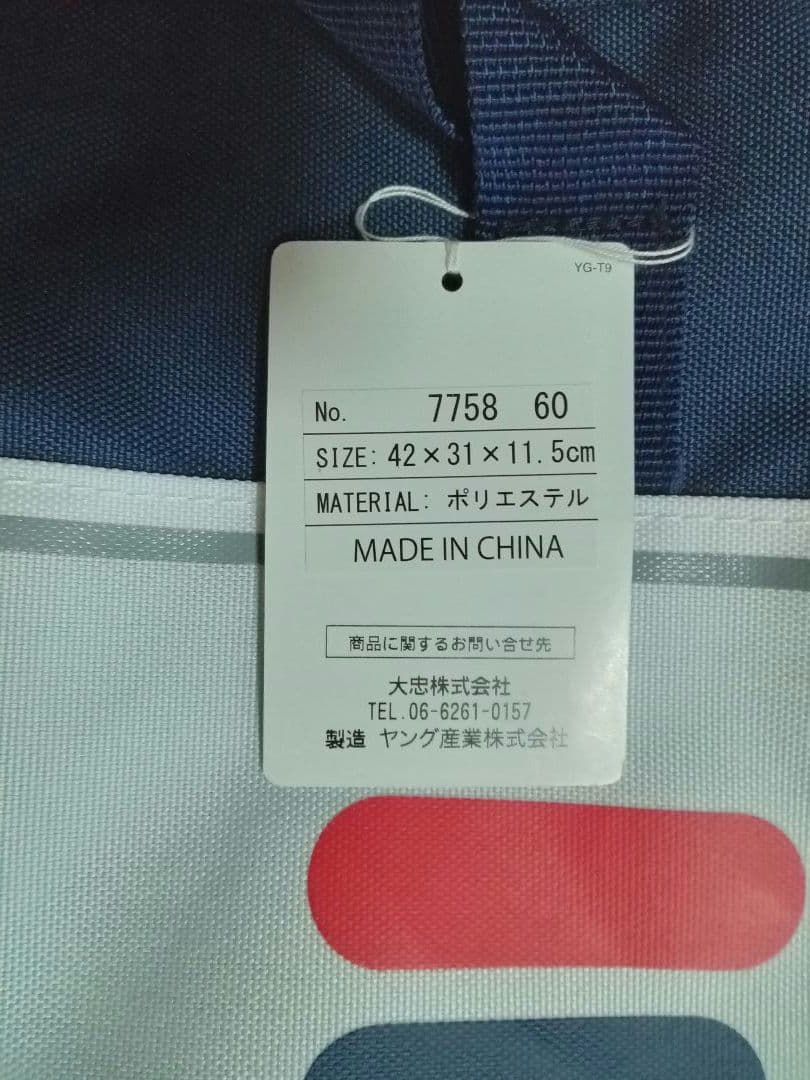 YG-T9
No. 7758 60
SIZE: 42×31×11.5cm
MATERIAL: ポリエステル
MADE IN CHINA
商品に関するお問い合せ先
大忠株式会社
TEL.06-6261-0157
製造 ヤング産業株式会社